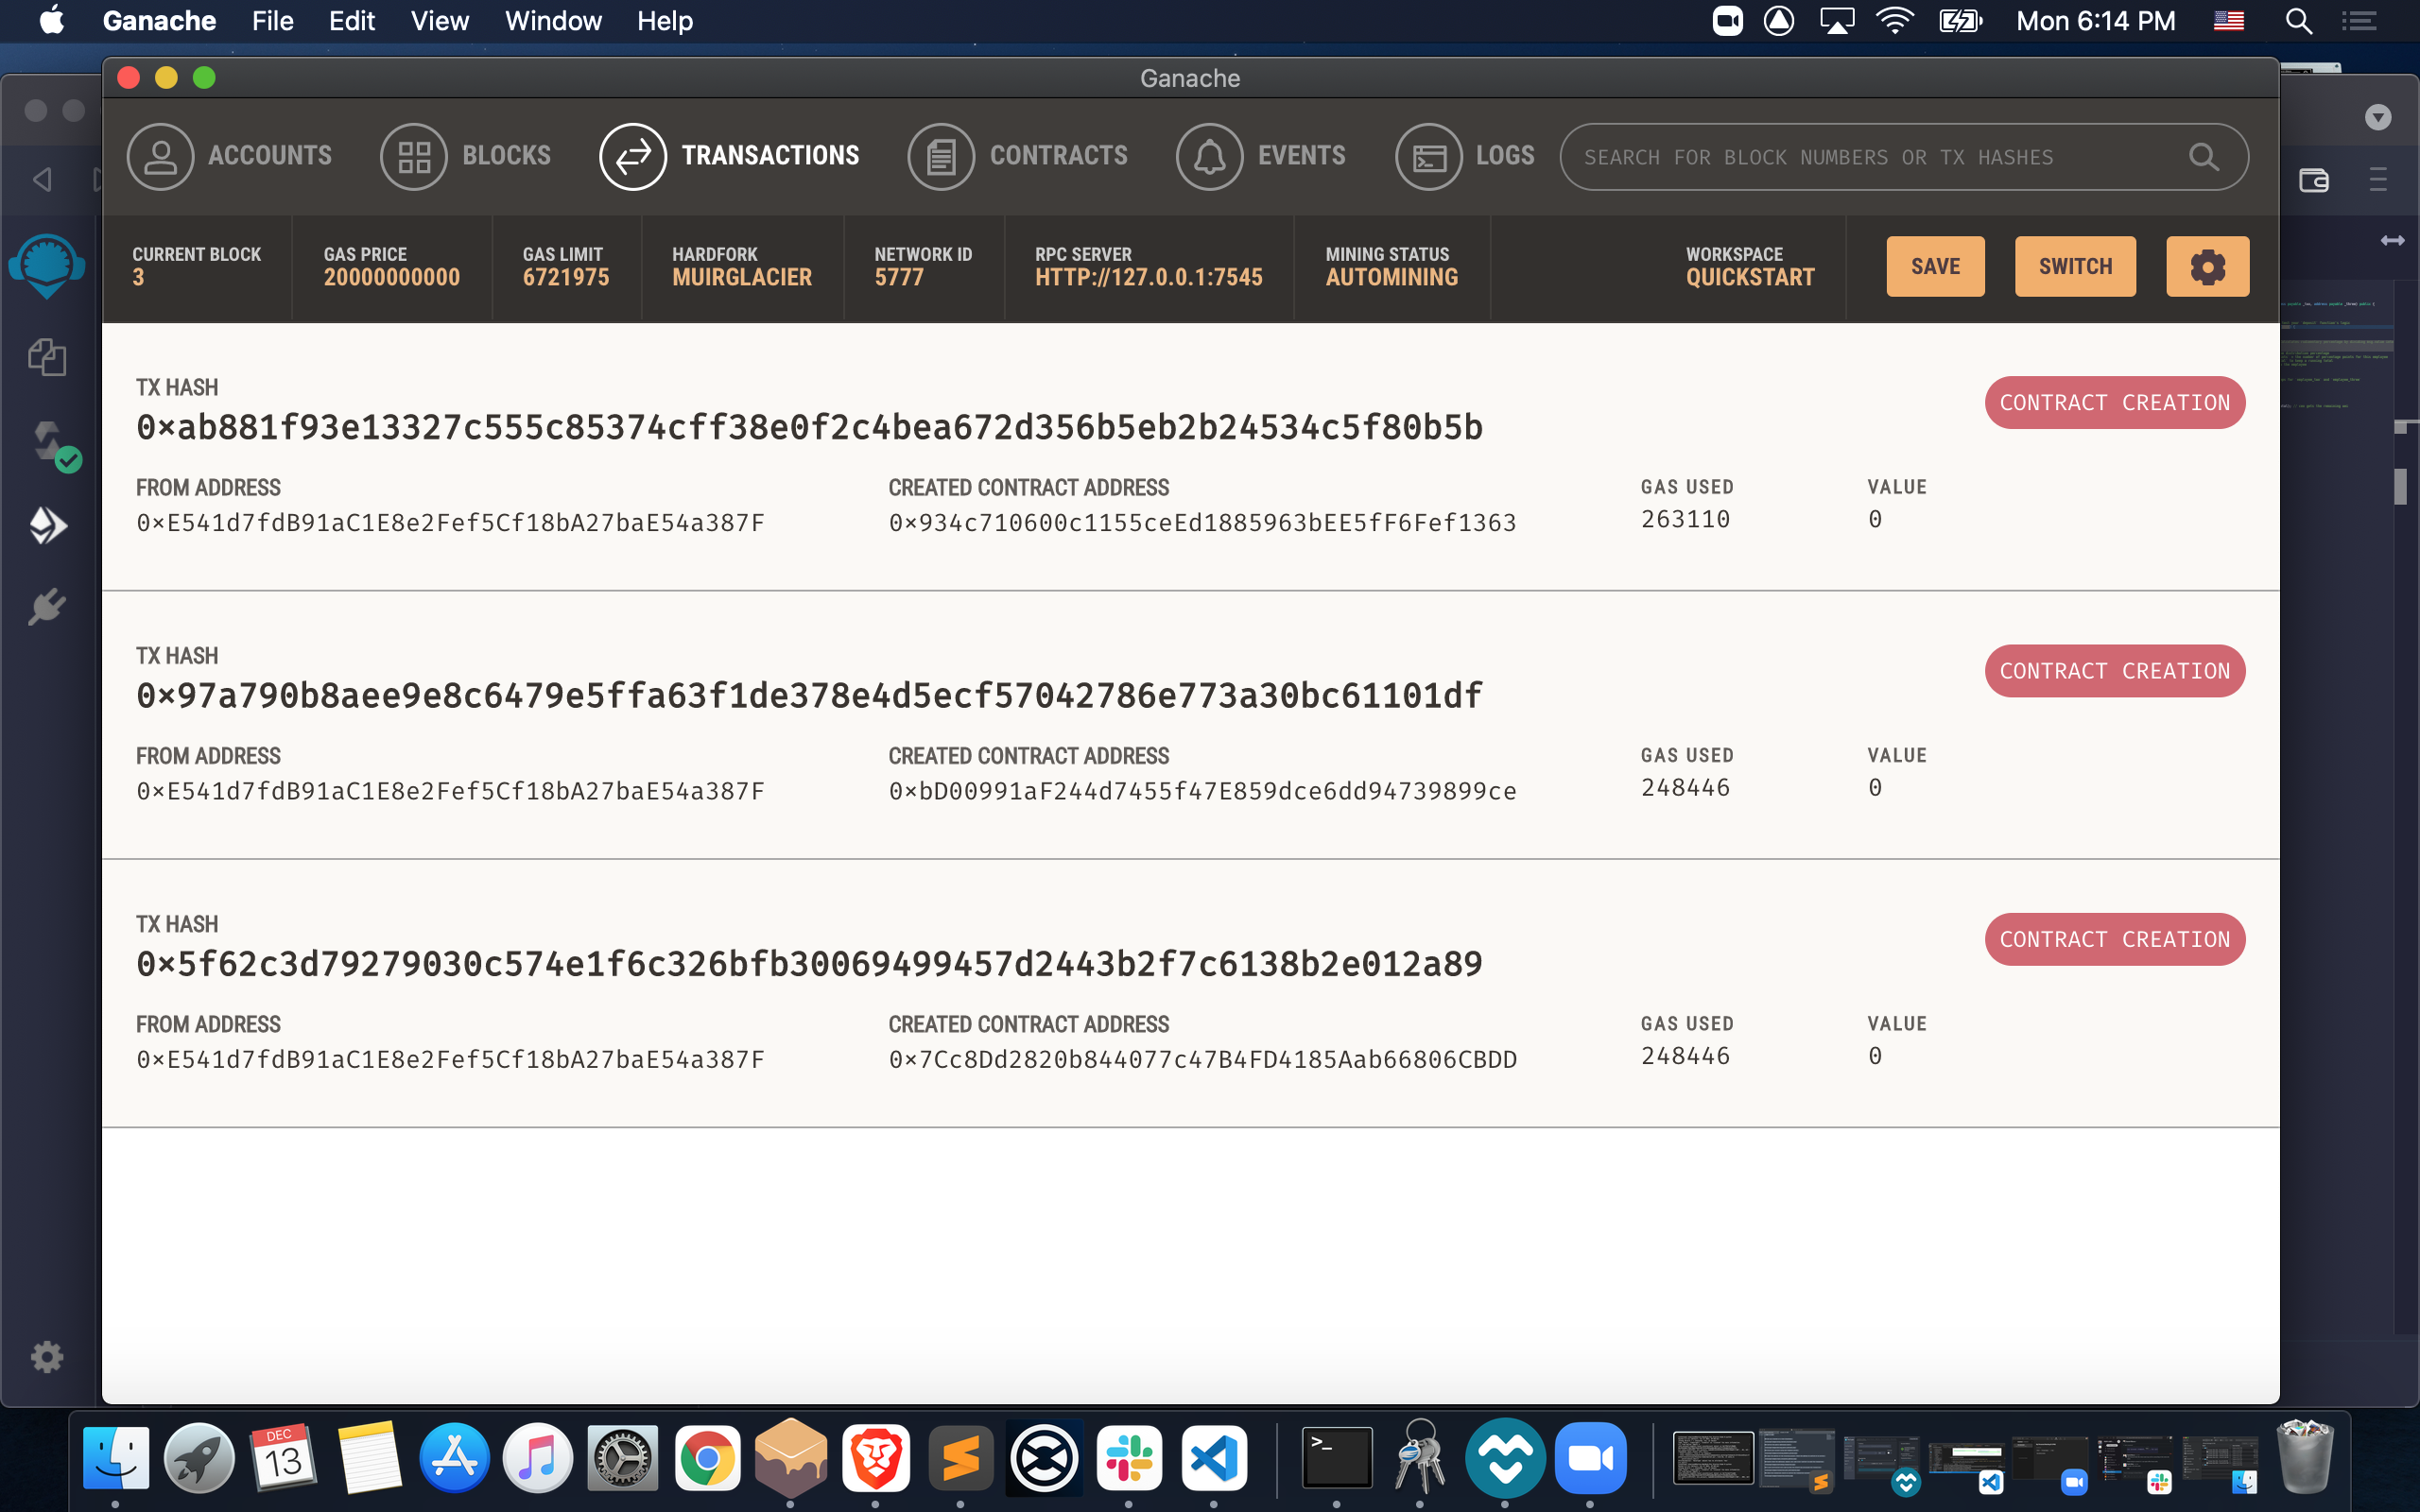 Ganache File Edit View Window Help Mon 6:14 PM
Ganache
ACCOUNTS BLOCKS TRANSACTIONS CONTRACTS EVENTS LOGS SEARCH FOR BLOCK NUMBERS OR TX HASHES
CURRENT BLOCK GAS PRICE GAS LIMIT HARDFORK NETWORK ID RPC SERVER MINING STATUS WORKSPACE
3 20000000000 6721975 MUIRGLACIER 5777 HTTP://127.0.0.1:7545 AUTOMINING QUICKSTART
SAVE SWITCH
TX HASH
0×ab881f93e13327c555c85374cff38e0f2c4bea672d356b5eb2b24534c5f80b5b
CONTRACT CREATION
FROM ADDRESS CREATED CONTRACT ADDRESS GAS USED VALUE
0×E541d7fdB91aC1E8e2Fef5Cf18bA27baE54a387F 0×934c710600c1155ceEd1885963bEE5fF6Fef1363 263110 0
TX HASH
0×97a790b8aee9e8c6479e5ffa63f1de378e4d5ecf57042786e773a30bc61101df
CONTRACT CREATION
FROM ADDRESS CREATED CONTRACT ADDRESS GAS USED VALUE
0×E541d7fdB91aC1E8e2Fef5Cf18bA27baE54a387F 0×bD00991aF244d7455f47E859dce6dd94739899ce 248446 0
TX HASH
0×5f62c3d79279030c574e1f6c326bfb30069499457d2443b2f7c6138b2e012a89
CONTRACT CREATION
FROM ADDRESS CREATED CONTRACT ADDRESS GAS USED VALUE
0×E541d7fdB91aC1E8e2Fef5Cf18bA27baE54a387F 0×7Cc8Dd2820b844077c47B4FD4185Aab66806CBDD 248446 0
DEC
13